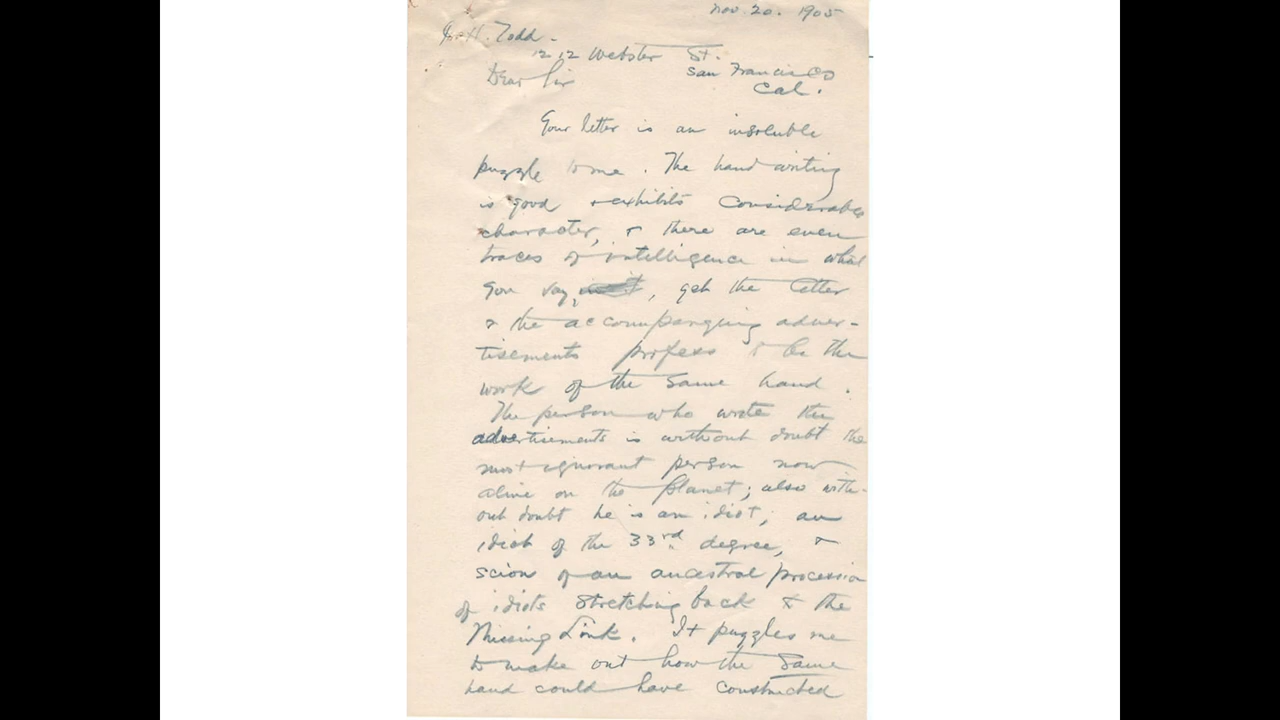 Nov. 20. 1905
J. H. Todd.
1212 Webster St.
San Francisco
Dear Sir
Cal.
Your letter is an insoluble
puzzle to me. The handwriting
is good & exhibits considerable
character, & there are even
traces of intelligence in what
you say, yet the letter
& the accompanying adver-
tisements profess to be the
work of the same hand.
The person who wrote the
advertisements is without doubt the
most ignorant person now
alive on the planet; also with-
out doubt he is an idiot, an
idiot of the 33rd degree, &
scion of an ancestral procession
of idiots stretching back to the
Missing Link. It puzzles me
to make out how the same
hand could have constructed